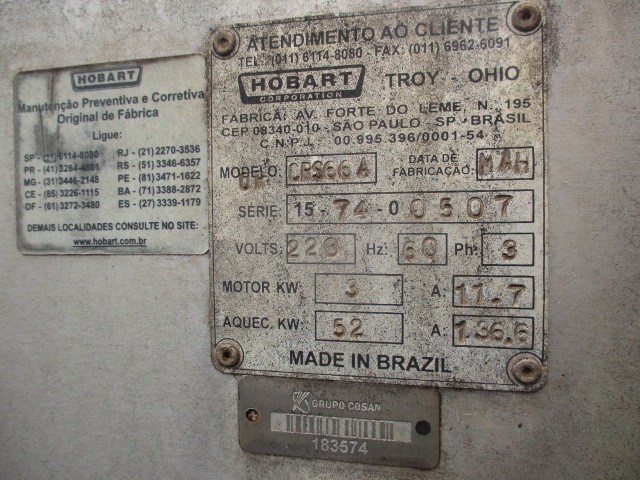 HOBART
Manutenção Preventiva e Corretiva
Original de Fábrica
Ligue:
SP - (11) 6114-8080 RJ - (21) 2270-3536
PR - (41) 3284-4001 RS - (51) 3346-6357
MG - (31) 3446-2148 PE - (81) 3471-1622
CE - (85) 3226-1115 BA - (71) 3388-2872
DF - (61) 3272-3480 ES - (27) 3339-1179
DEMAIS LOCALIDADES CONSULTE NO SITE:
www.hobart.com.br
ATENDIMENTO AO CLIENTE
TEL.: (011) 6114-8080 FAX: (011) 6962-6091
HOBART
CORPORATION
TROY - OHIO
FÁBRICA: AV. FORTE DO LEME, N. 195
CEP 08340-010 - SÃO PAULO - SP - BRASIL
C.N.P.J. 00.995.396/0001-54
MODELO: CRS66A DATA DE FABRICAÇÃO: MAH
SÉRIE: 15-74-00507
VOLTS: 220 Hz: 60 Ph: 3
MOTOR KW: 3 A: 11.7
AQUEC. KW: 52 A: 136.5
MADE IN BRAZIL
GRUPO COSAN
183574